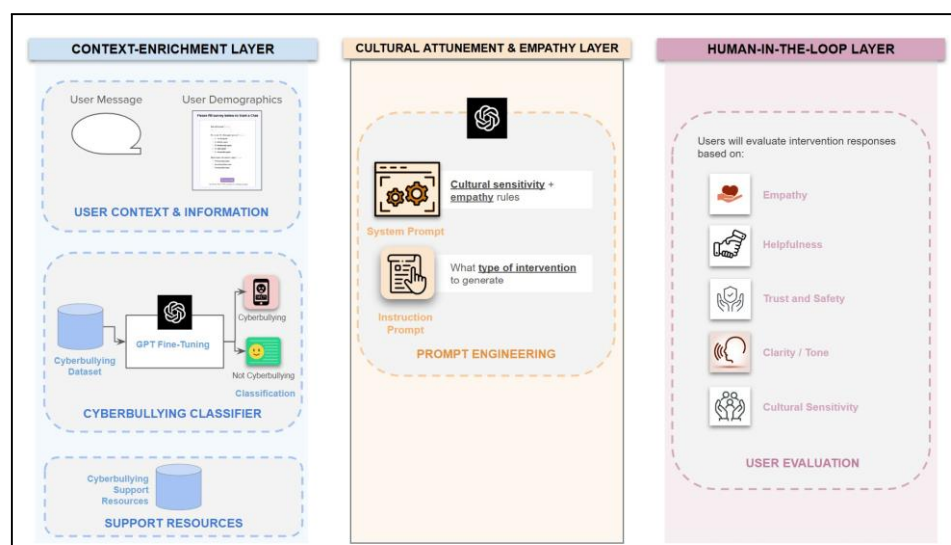 CONTEXT-ENRICHMENT LAYER
User Message
User Demographics
USER CONTEXT & INFORMATION
GPT Fine-Tuning
Cyberbullying
Cyberbullying
Dataset
Not Cyberbullying
Classification
CYBERBULLYING CLASSIFIER
Cyberbullying
Support
Resources
SUPPORT RESOURCES
CULTURAL ATTUNEMENT & EMPATHY LAYER
Cultural sensitivity +
empathy rules
System Prompt
What type of intervention
to generate
Instruction
Prompt
PROMPT ENGINEERING
HUMAN-IN-THE-LOOP LAYER
Users will evaluate intervention responses
based on:
Empathy
Helpfulness
Trust and Safety
Clarity / Tone
Cultural Sensitivity
USER EVALUATION